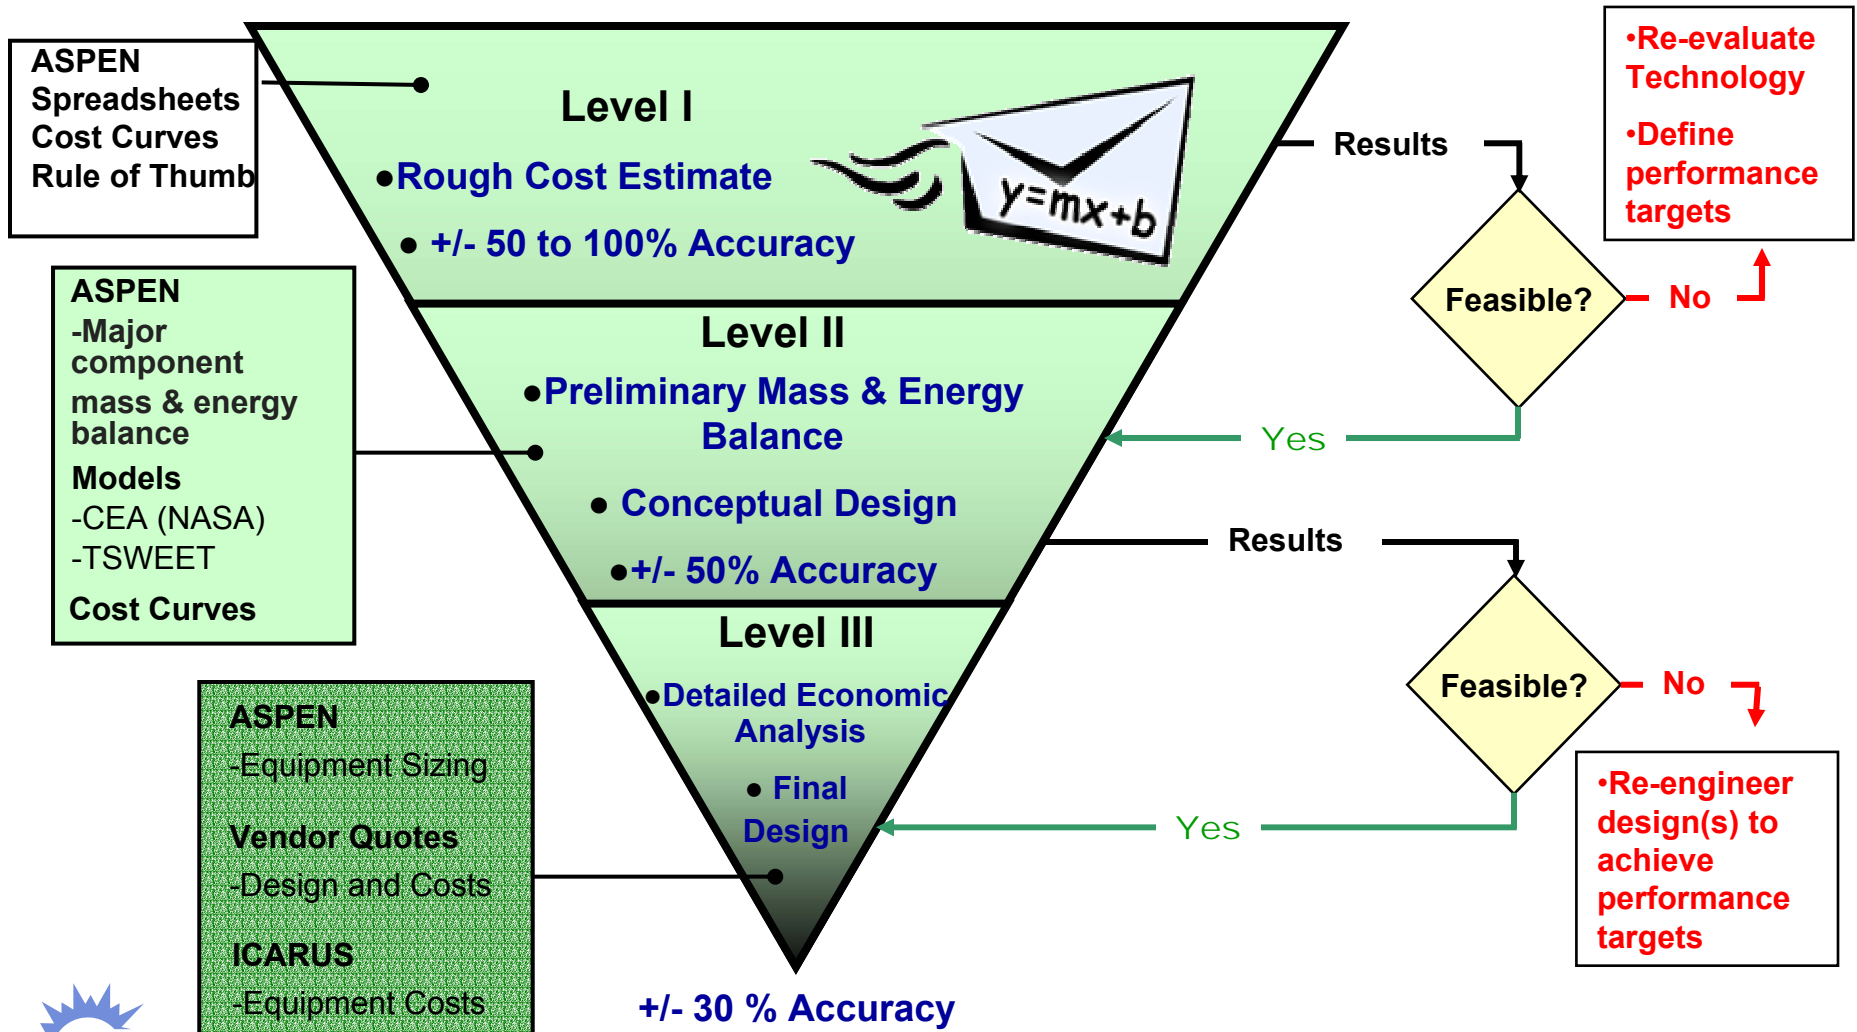 ASPEN
Spreadsheets
Cost Curves
Rule of Thumb
Level I
•Rough Cost Estimate
• +/- 50 to 100% Accuracy
y=mx+b
Results
•Re-evaluate
Technology
•Define
performance
targets
Feasible?
No
Yes
ASPEN
-Major
component
mass & energy
balance
Models
-CEA (NASA)
-TSWEET
Cost Curves
Level II
•Preliminary Mass & Energy
Balance
• Conceptual Design
•+/- 50% Accuracy
Results
Feasible?
No
Yes
•Re-engineer
design(s) to
achieve
performance
targets
Level III
•Detailed Economic
Analysis
• Final
Design
ASPEN
-Equipment Sizing
Vendor Quotes
-Design and Costs
ICARUS
-Equipment Costs
+/- 30 % Accuracy